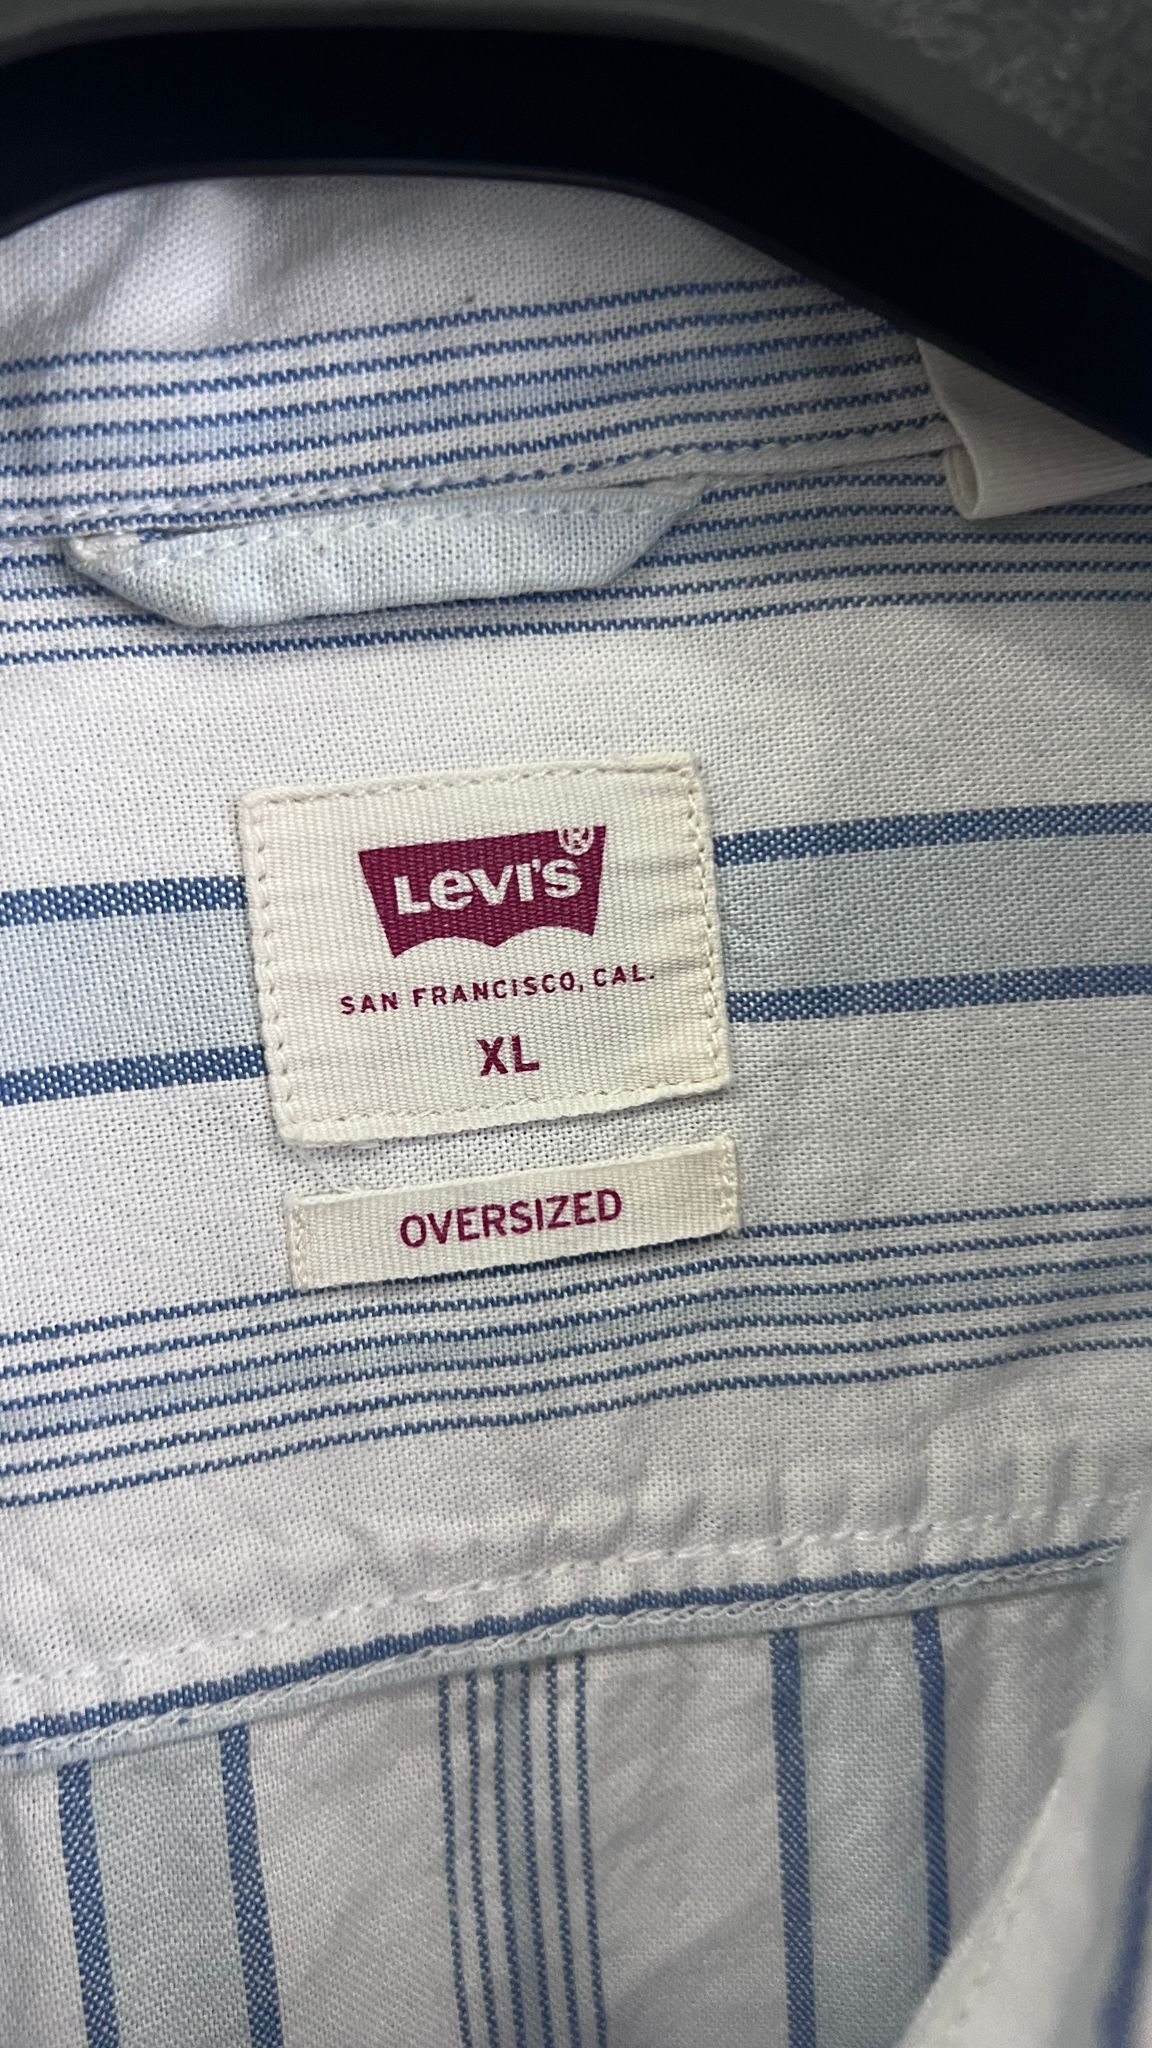 Levi's®
SAN FRANCISCO, CAL.
XL
OVERSIZED